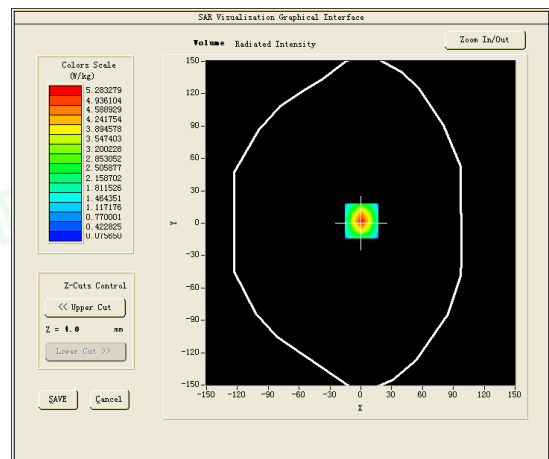 SAR Visualisation Graphical Interface
Volume Radiated Intensity
Zoom In/Out
Colors Scale
(W/kg)
5.283279
4.936104
4.588929
4.241754
3.894578
3.547403
3.200228
2.853052
2.505877
2.158702
1.811526
1.464351
1.117176
0.770001
0.422825
0.075650
150
120
90
60
30
0
-30
-60
-90
-120
-150
Y
-150 -120 -90 -60 -30 0 30 60 90 120 150
X
Z-Cuts Control
<< Upper Cut
Z = 4.0 mm
Lower Cut >>
SAVE Cancel